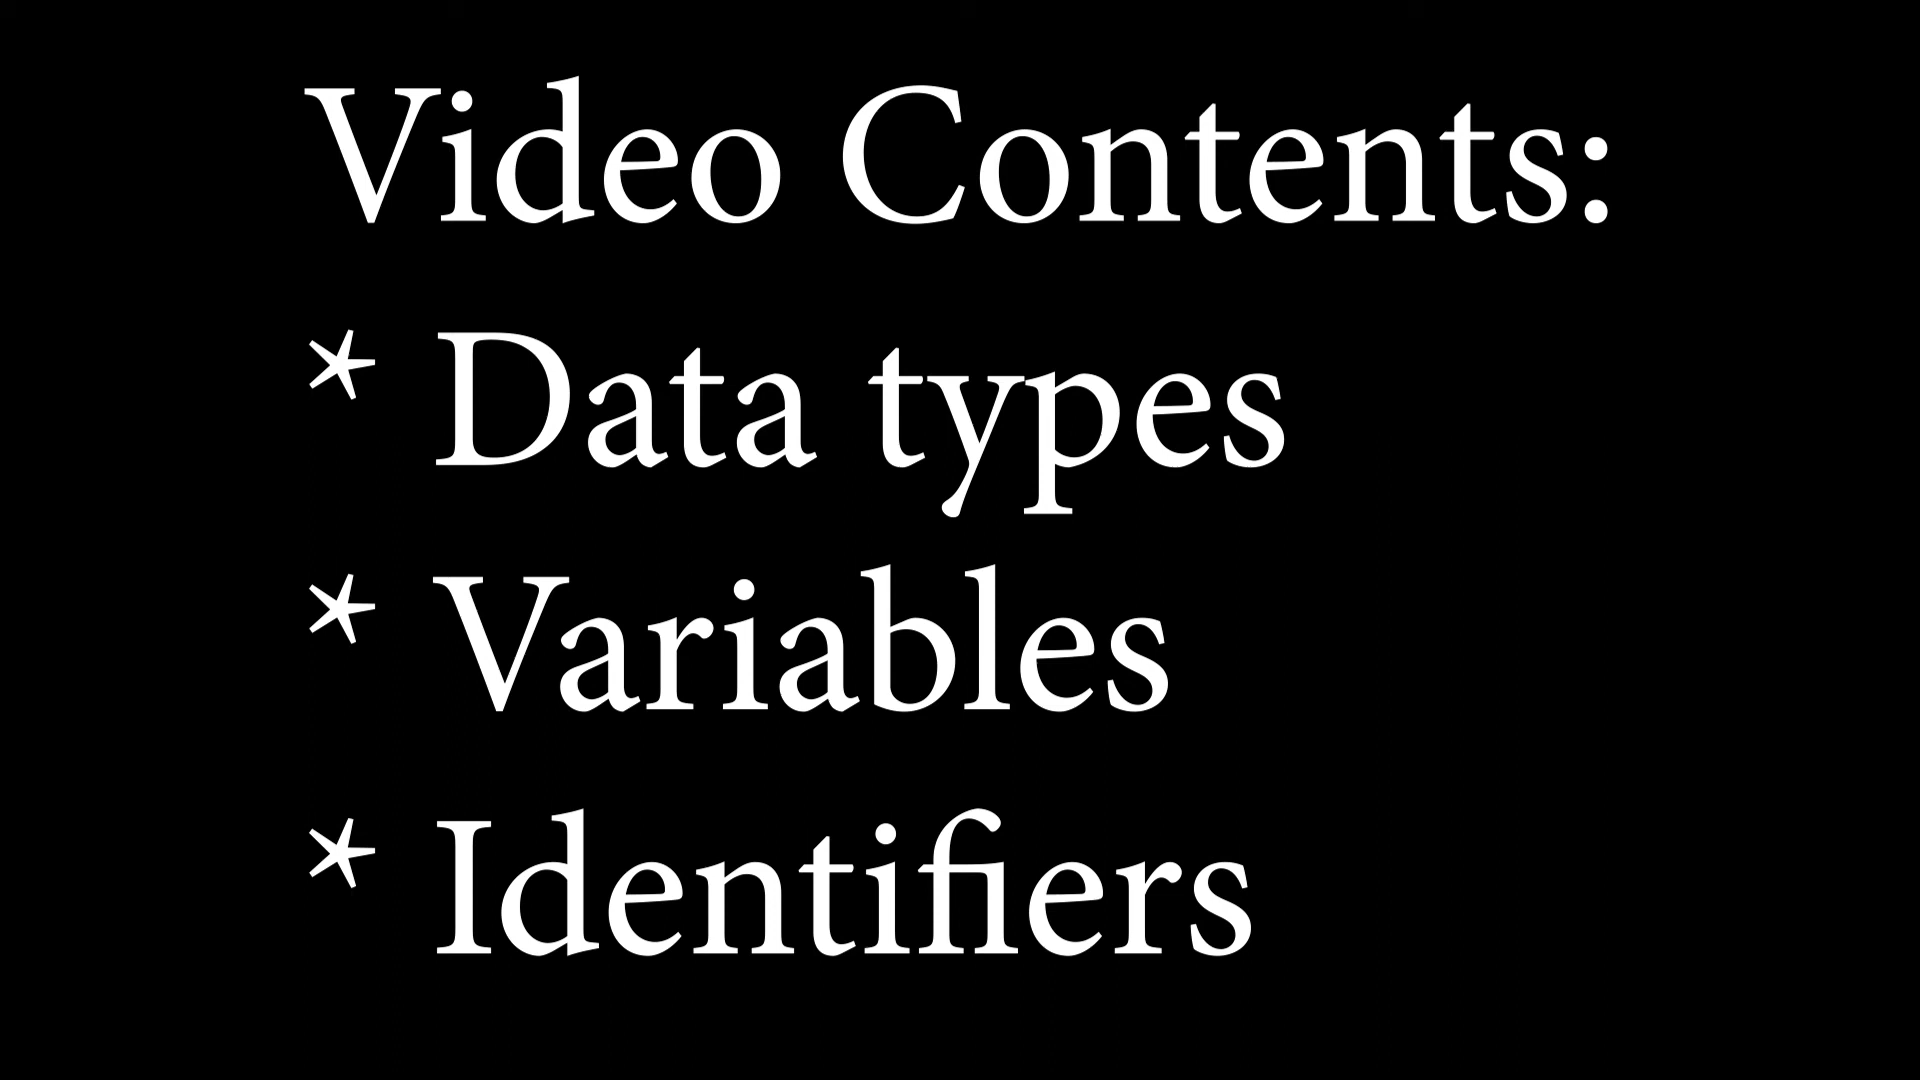 Video Contents:
* Data types
* Variables
* Identifiers